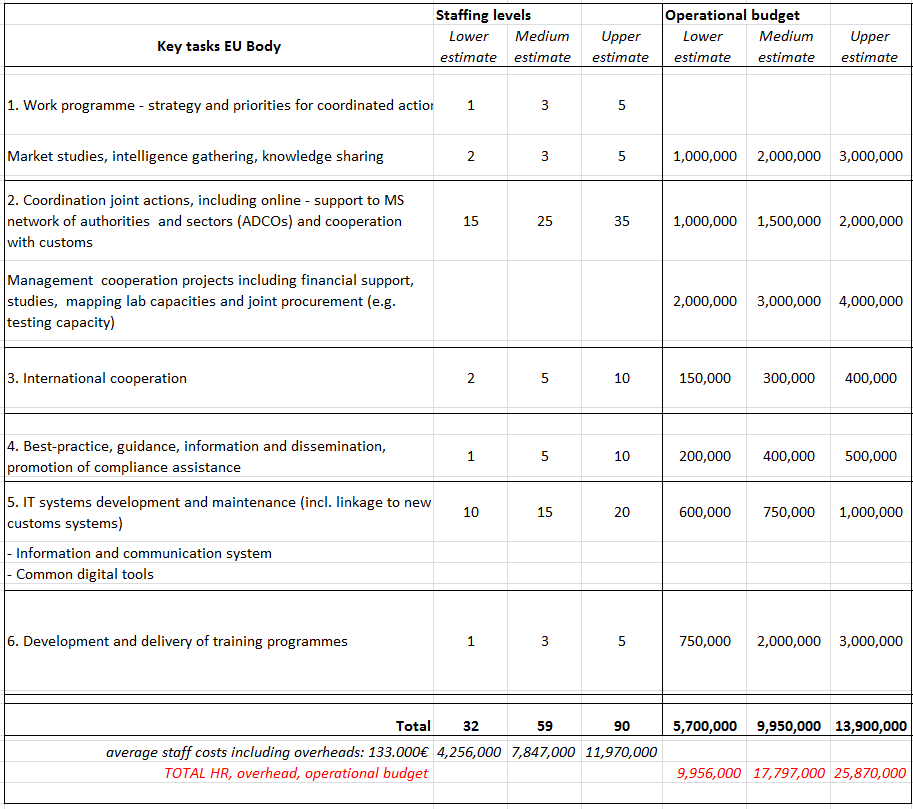 Staffing levels Operational budget
Key tasks EU Body Lower Medium Upper Lower Medium Upper
estimate estimate estimate estimate estimate estimate
1. Work programme - strategy and priorities for coordinated action 1 3 5
Market studies, intelligence gathering, knowledge sharing 2 3 5 1,000,000 2,000,000 3,000,000
2. Coordination joint actions, including online - support to MS
network of authorities and sectors (ADCOs) and cooperation 15 25 35 1,000,000 1,500,000 2,000,000
with customs
Management cooperation projects including financial support,
studies, mapping lab capacities and joint procurement (e.g. 2,000,000 3,000,000 4,000,000
testing capacity)
3. International cooperation 2 5 10 150,000 300,000 400,000
4. Best-practice, guidance, information and dissemination,
promotion of compliance assistance 1 5 10 200,000 400,000 500,000
5. IT systems development and maintenance (incl. linkage to new
customs systems) 10 15 20 600,000 750,000 1,000,000
- Information and communication system
- Common digital tools
6. Development and delivery of training programmes 1 3 5 750,000 2,000,000 3,000,000
Total 32 59 90 5,700,000 9,950,000 13,900,000
average staff costs including overheads: 133.000€ 4,256,000 7,847,000 11,970,000
TOTAL HR, overhead, operational budget 9,956,000 17,797,000 25,870,000